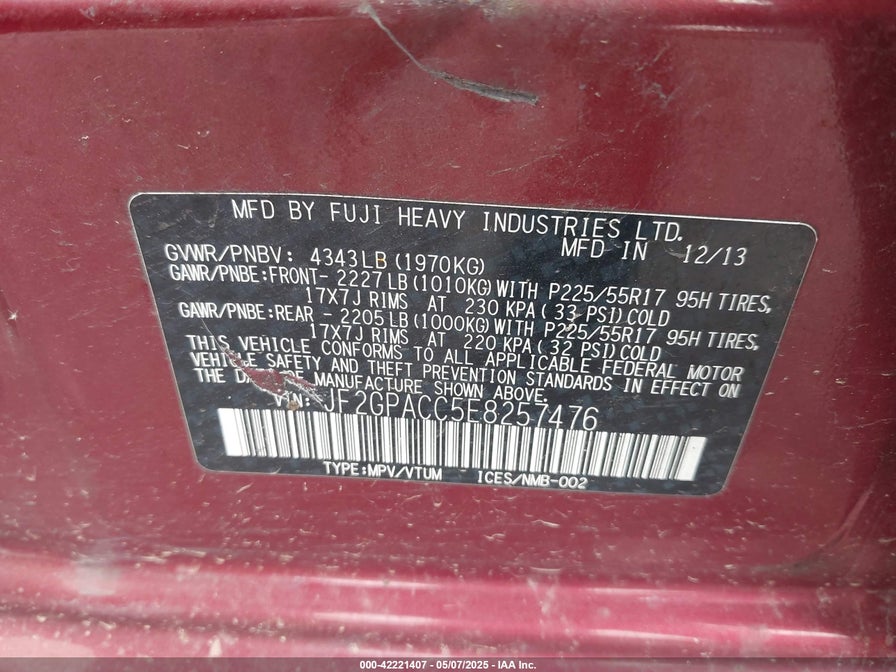 MFD BY FUJI HEAVY INDUSTRIES LTD.
MFD IN 12/13
GVWR/PNBV: 4343LB (1970KG)
GAWR/PNBE:FRONT- 2227LB (1010KG)WITH P225/55R17 95H TIRES,
17X7J RIMS AT 230 KPA (33 PSI)COLD
GAWR/PNBE:REAR - 2205LB (1000KG)WITH P225/55R17 95H TIRES,
17X7J RIMS AT 220 KPA (32 PSI)COLD
THIS VEHICLE CONFORMS TO ALL APPLICABLE FEDERAL MOTOR
VEHICLE SAFETY AND THEFT PREVENTION STANDARDS IN EFFECT ON
THE DATE OF MANUFACTURE SHOWN ABOVE.
VIN: JF2GPACC5E8257476
TYPE:MPV/VTUM ICES/NMB-002
000-42221407 - 05/07/2025 - IAA Inc.